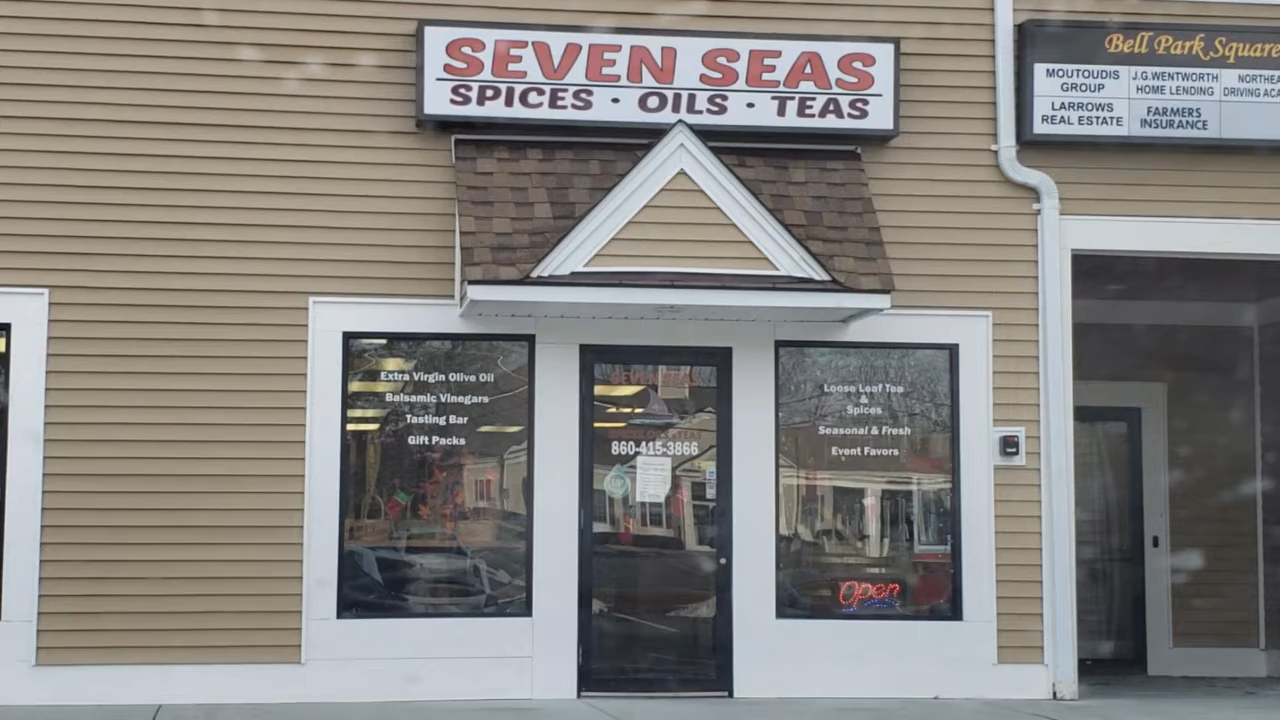 SEVEN SEAS
SPICES · OILS · TEAS
Bell Park Square
MOUTOUDIS GROUP
J.G.WENTWORTH HOME LENDING
LARROWS REAL ESTATE
FARMERS INSURANCE
DRIVING
Extra Virgin Olive Oil
Balsamic Vinegars
Tasting Bar
Gift Packs
SEVEN SEAS
860-415-3866
Loose Leaf Tea
&
Spices
Seasonal & Fresh
Event Favors
Open